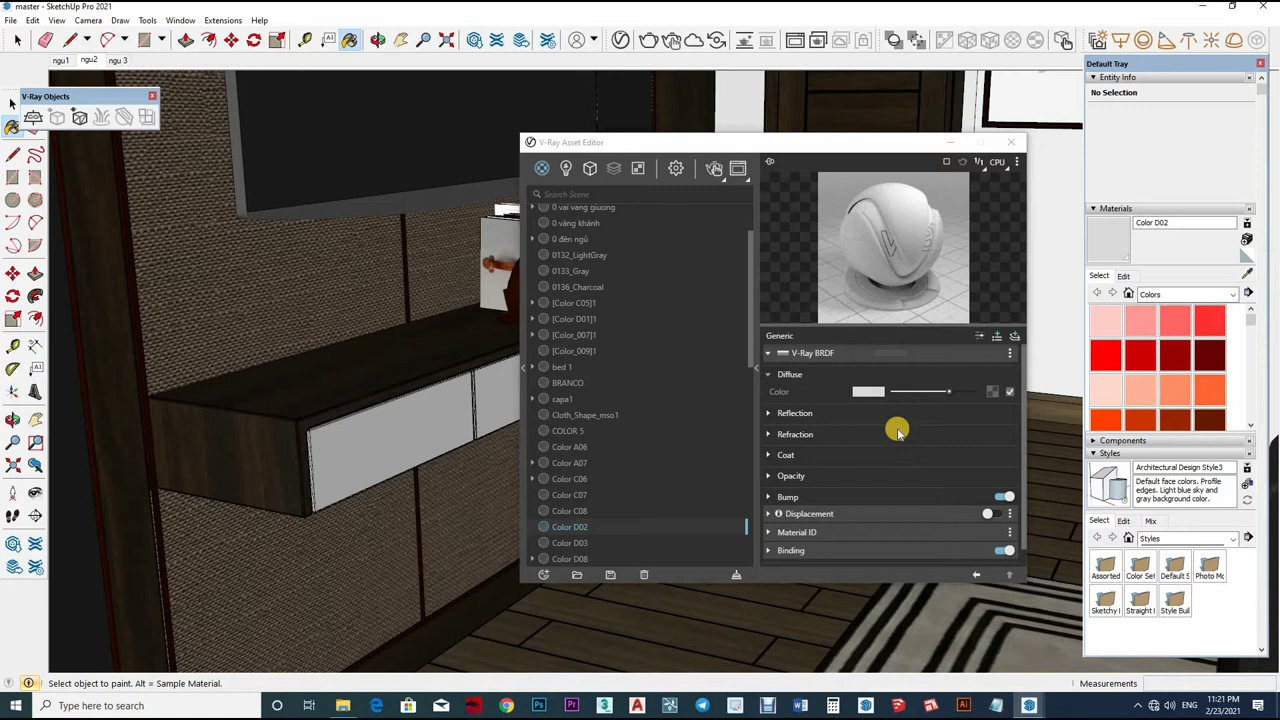 master - SketchUp Pro 2021
File Edit View Camera Draw Tools Window Extensions Help
ngu1 ngu2 ngu 3
V-Ray Objects
V-Ray Asset Editor
Search Scene
0 vai vang giuong
0 vàng khánh
0 đèn ngủ
0132_LightGray
0133_Gray
0136_Charcoal
[Color C05]1
[Color D01]1
[Color_007]1
[Color_009]1
bed 1
BRANCO
capa1
Cloth_Shape_mso1
COLOR 5
Color A06
Color A07
Color C06
Color C07
Color C08
Color D02
Color D03
Color D08
1/1 CPU
Generic
V-Ray BRDF
Diffuse
Color
Reflection
Refraction
Coat
Opacity
Bump
Displacement
Material ID
Binding
Default Tray
Entity Info
No Selection
Materials
Color D02
Select Edit
Colors
Components
Styles
Architectural Design Style3
Default face colors. Profile
edges. Light blue sky and
gray background color.
Select Edit Mix
Styles
Assorted Color Set Default S Photo Mo
Sketchy Straight L Style Buil
Select object to paint. Alt = Sample Material.
Measurements
Type here to search
ENG
11:21 PM
2/23/2021